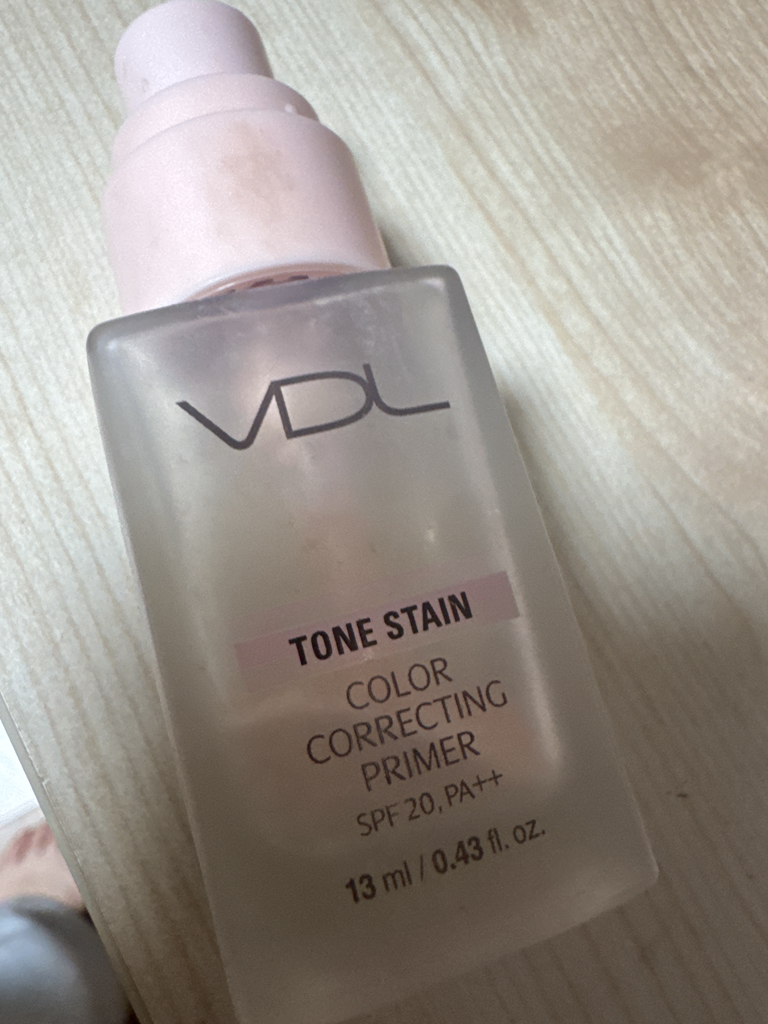 VDL
TONE STAIN
COLOR
CORRECTING
PRIMER
SPF 20, PA++
13 ml / 0.43 fl. oz.